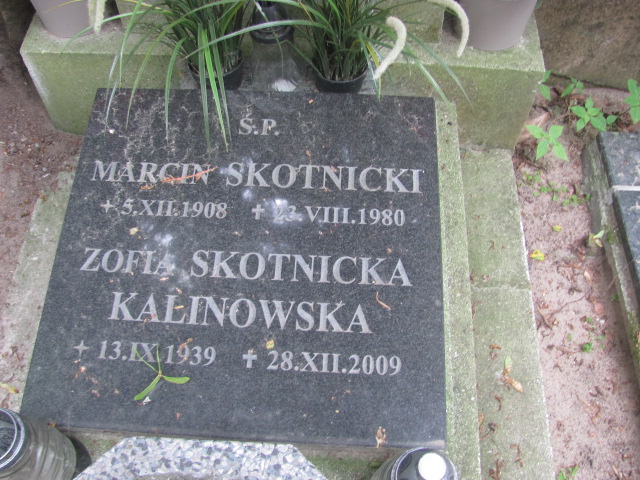 Ś.P.
MARCIN SKOTNICKI
+ 5.XII.1908 ✝ 23.VIII.1980
ZOFIA SKOTNICKA
KALINOWSKA
+ 13.IX.1939 ✝ 28.XII.2009